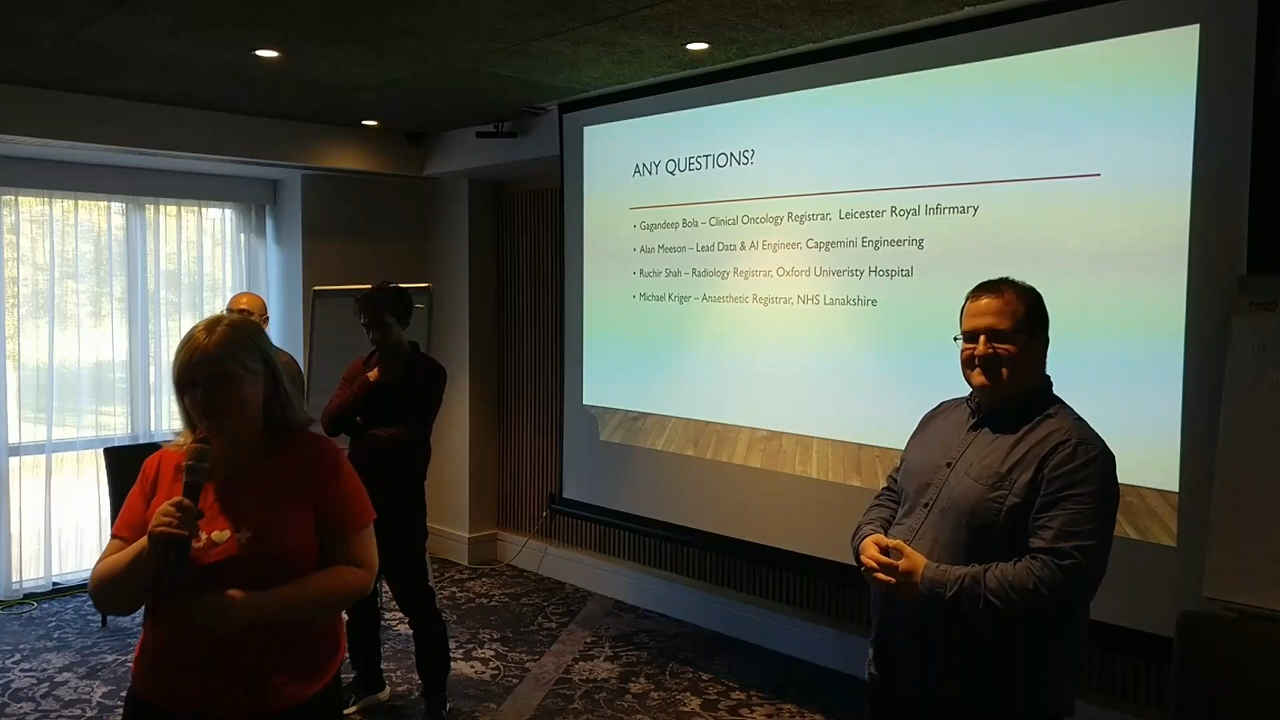 ANY QUESTIONS?
• Gagandeep Bola – Clinical Oncology Registrar, Leicester Royal Infirmary
• Alan Meeson – Lead Data & AI Engineer, Capgemini Engineering
• Ruchir Shah – Radiology Registrar, Oxford Univeristy Hospital
• Michael Kriger – Anaesthetic Registrar, NHS Lanakshire